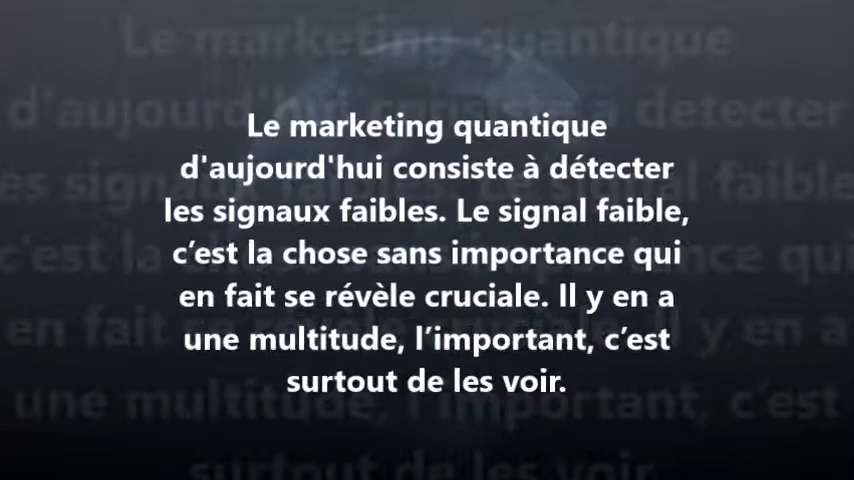 Le marketing quantique
d'aujourd'hui consiste à détecter
les signaux faibles. Le signal faible,
c’est la chose sans importance qui
en fait se révèle cruciale. Il y en a
une multitude, l’important, c’est
surtout de les voir.